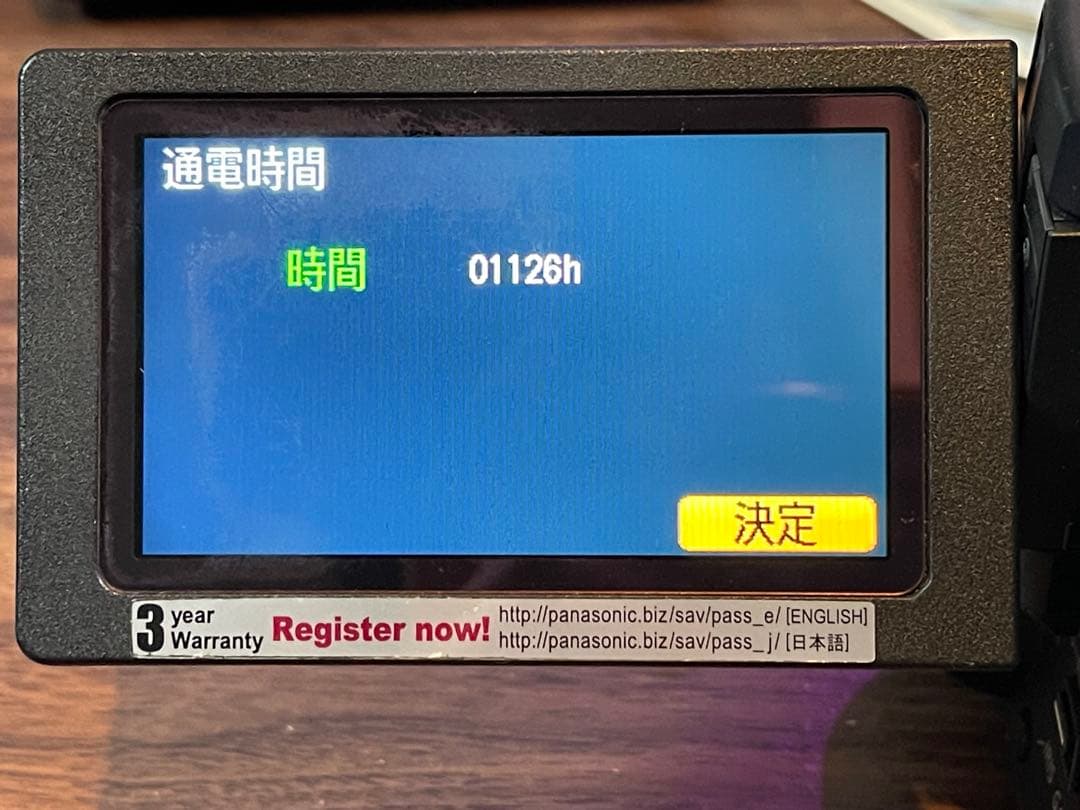 通電時間
時間 01126h
決定
3 year Warranty Register now! http://panasonic.biz/sav/pass_e/ [ENGLISH]
http://panasonic.biz/sav/pass_j/ [日本語]